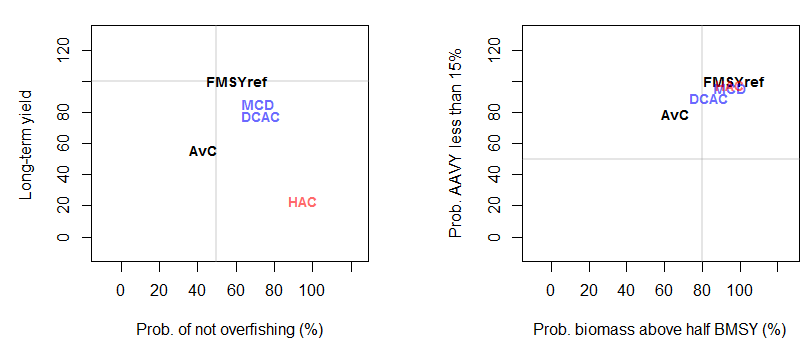 Long-term yield
0 20 40 60 80 120
FMSYref
MCD
DCAC
AvC
HAC
0 20 40 60 80 100
Prob. of not overfishing (%)
Prob. AAVY less than 15%
0 20 40 60 80 120
FMSYref
HAC
MCD
DCAC
AvC
0 20 40 60 80 100
Prob. biomass above half BMSY (%)